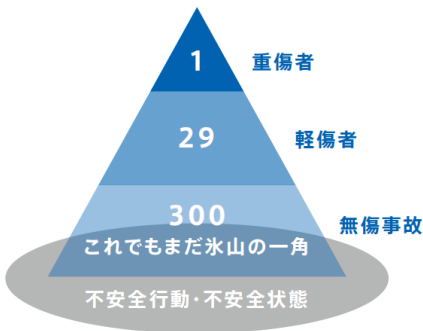 1
重傷者
29
軽傷者
300
無傷事故
これでもまだ氷山の一角
不安全行動・不安全状態